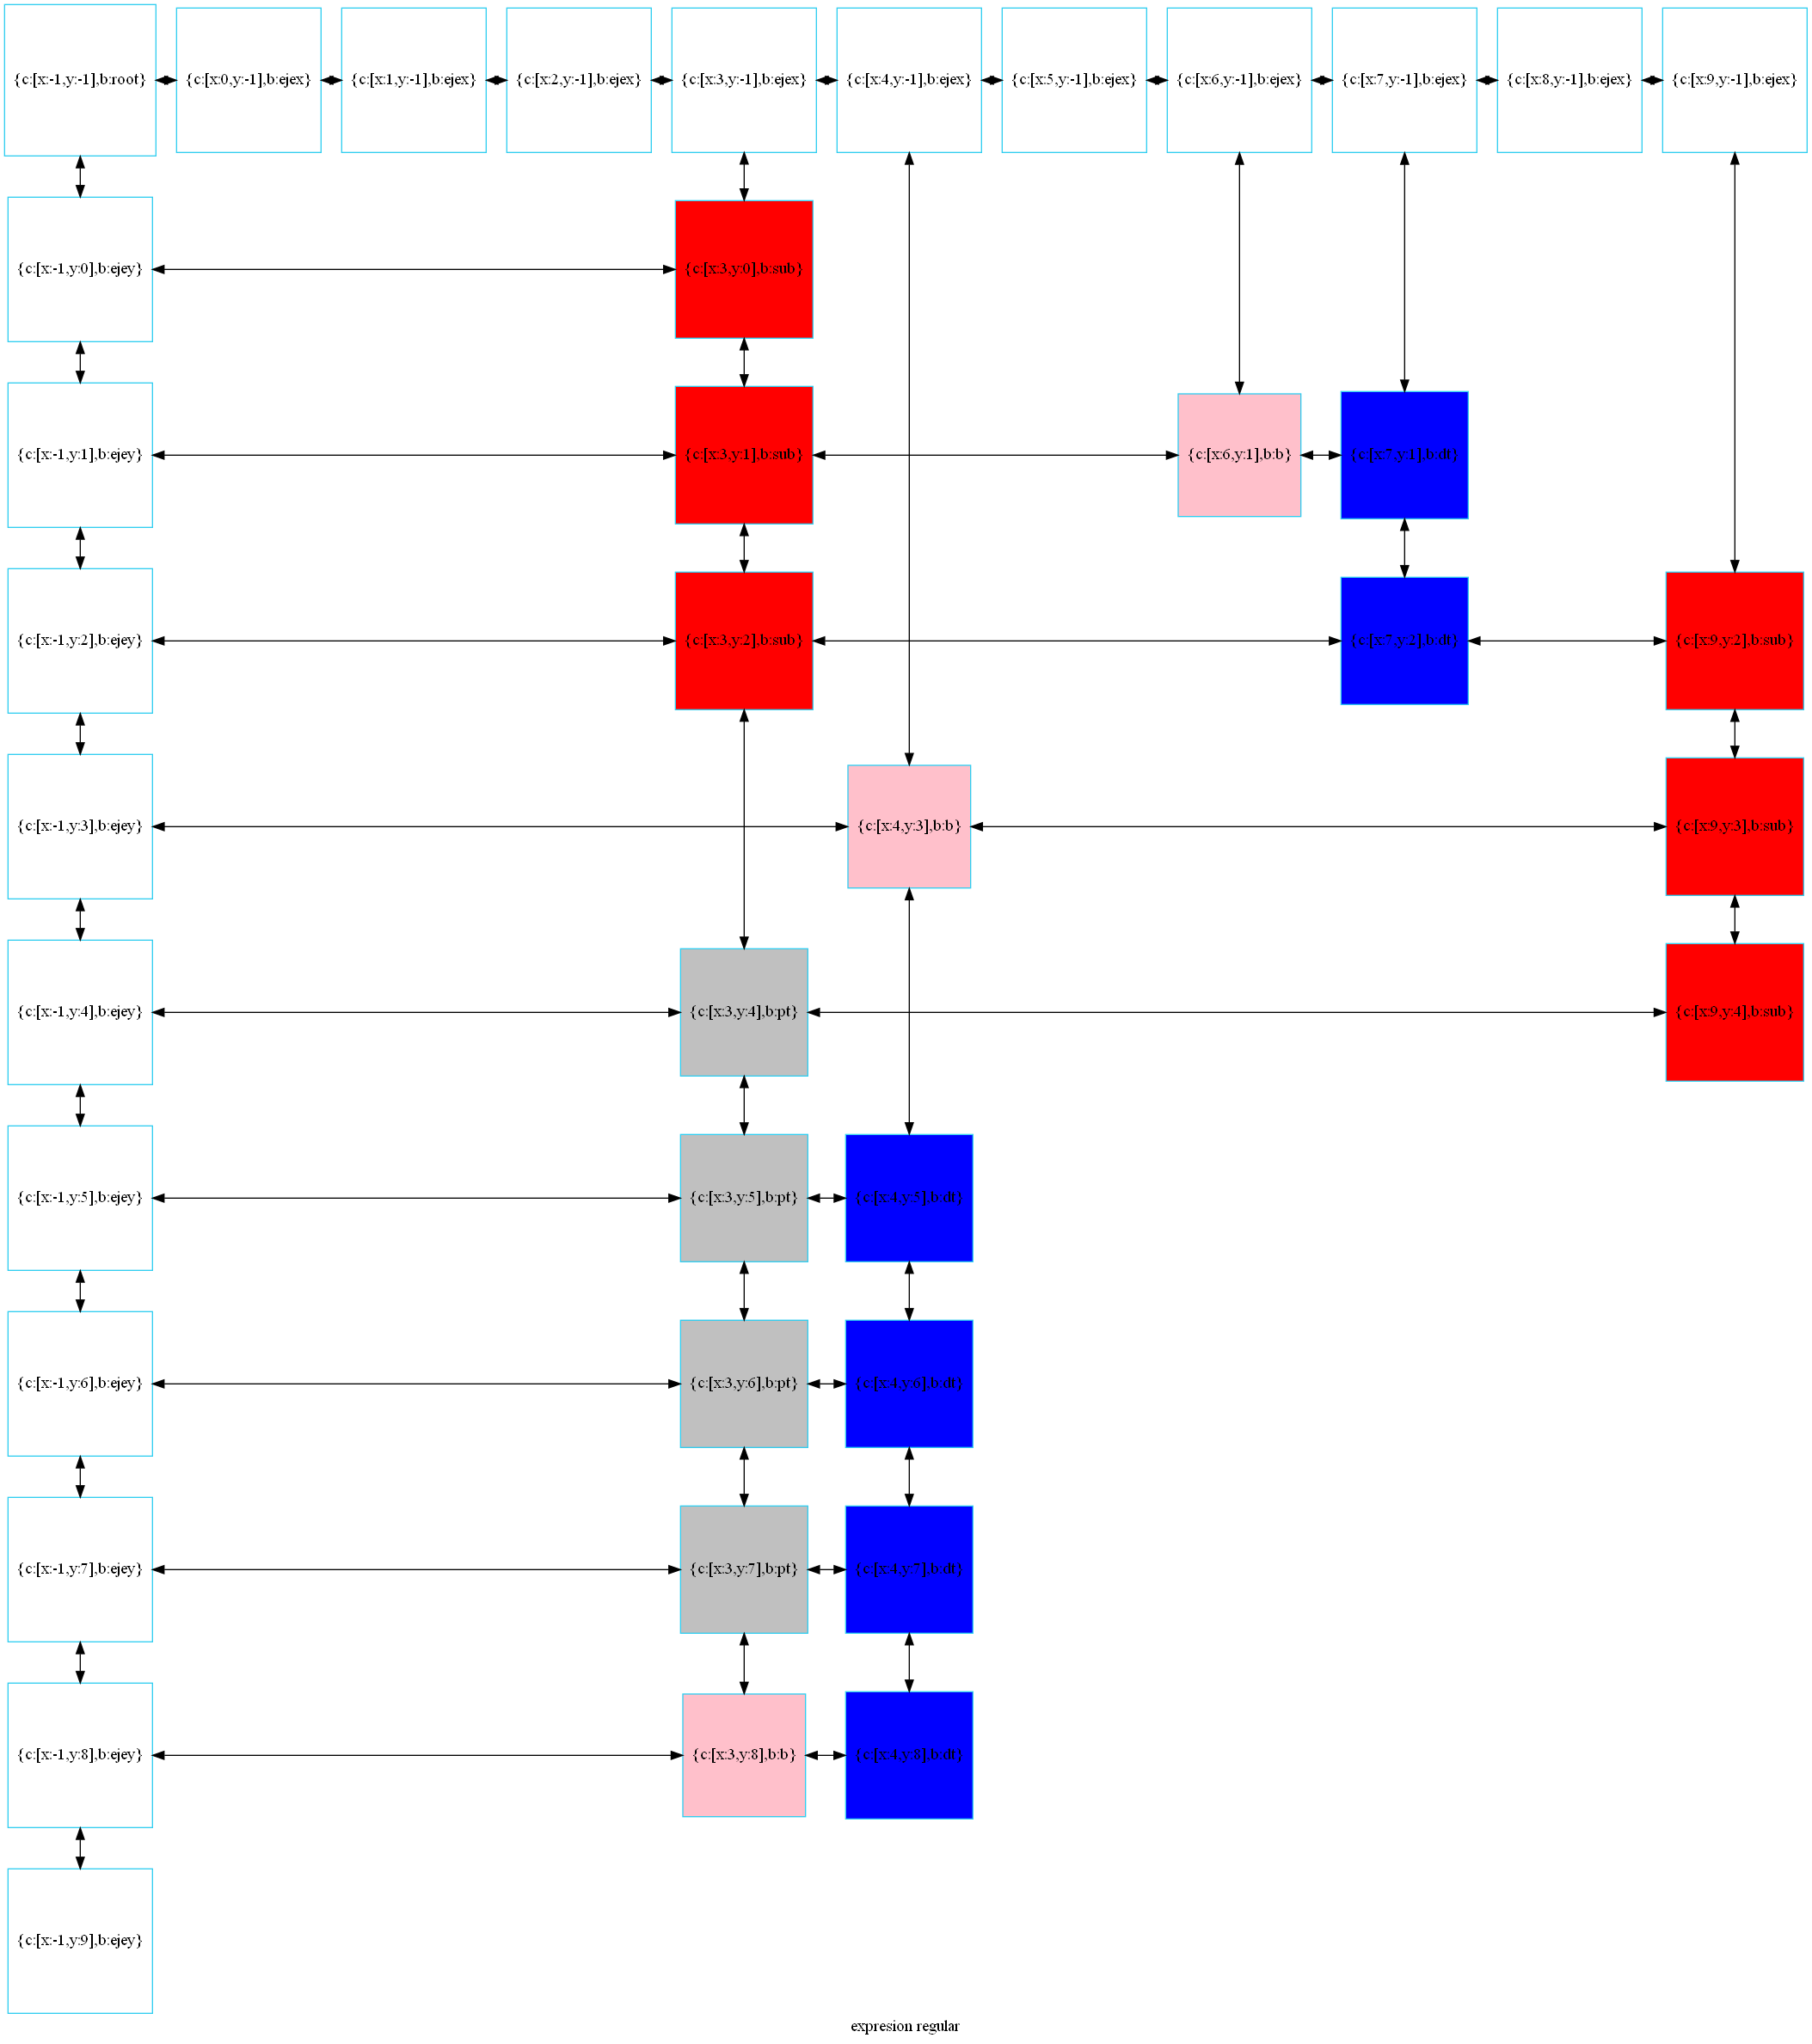 {c:[x:-1,y:-1],b:root} {c:[x:0,y:-1],b:ejex} {c:[x:1,y:-1],b:ejex} {c:[x:2,y:-1],b:ejex} {c:[x:3,y:-1],b:ejex} {c:[x:4,y:-1],b:ejex} {c:[x:5,y:-1],b:ejex} {c:[x:6,y:-1],b:ejex} {c:[x:7,y:-1],b:ejex} {c:[x:8,y:-1],b:ejex} {c:[x:9,y:-1],b:ejex}
{c:[x:-1,y:0],b:ejey} {c:[x:3,y:0],b:sub}
{c:[x:-1,y:1],b:ejey} {c:[x:3,y:1],b:sub} {c:[x:6,y:1],b:b} {c:[x:7,y:1],b:dt}
{c:[x:-1,y:2],b:ejey} {c:[x:3,y:2],b:sub} {c:[x:7,y:2],b:dt} {c:[x:9,y:2],b:sub}
{c:[x:-1,y:3],b:ejey} {c:[x:4,y:3],b:b} {c:[x:9,y:3],b:sub}
{c:[x:-1,y:4],b:ejey} {c:[x:3,y:4],b:pt} {c:[x:9,y:4],b:sub}
{c:[x:-1,y:5],b:ejey} {c:[x:3,y:5],b:pt} {c:[x:4,y:5],b:dt}
{c:[x:-1,y:6],b:ejey} {c:[x:3,y:6],b:pt} {c:[x:4,y:6],b:dt}
{c:[x:-1,y:7],b:ejey} {c:[x:3,y:7],b:pt} {c:[x:4,y:7],b:dt}
{c:[x:-1,y:8],b:ejey} {c:[x:3,y:8],b:b} {c:[x:4,y:8],b:dt}
{c:[x:-1,y:9],b:ejey}
expresion regular